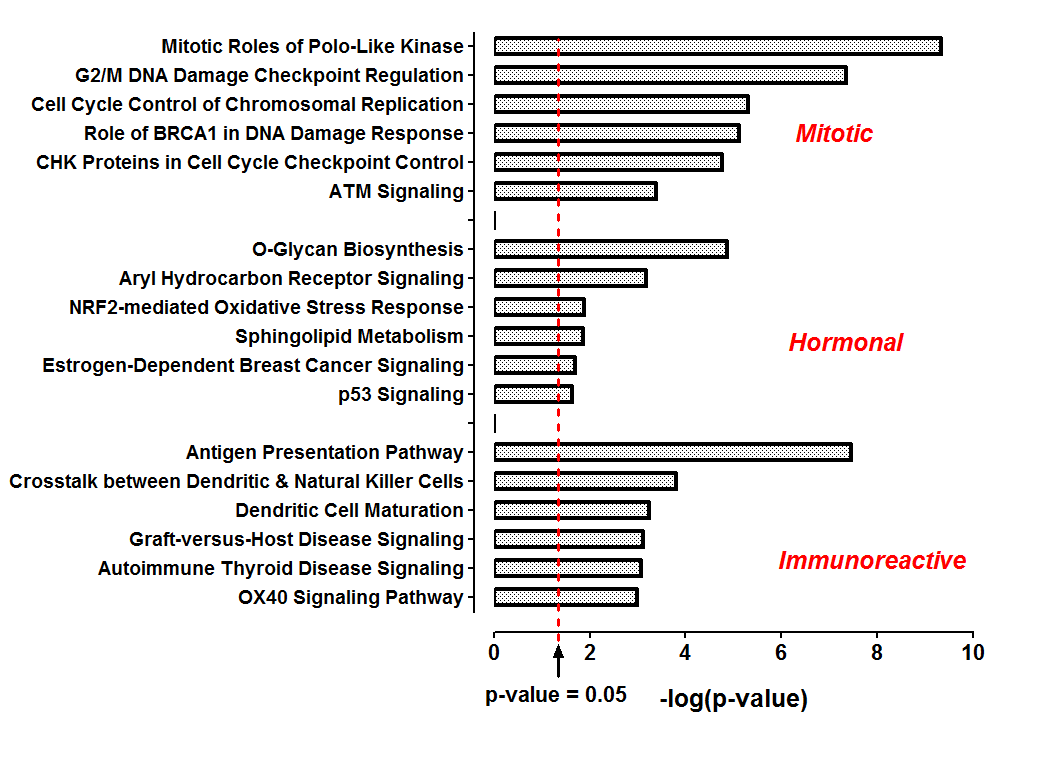 Mitotic Roles of Polo-Like Kinase
G2/M DNA Damage Checkpoint Regulation
Cell Cycle Control of Chromosomal Replication
Role of BRCA1 in DNA Damage Response
Mitotic
CHK Proteins in Cell Cycle Checkpoint Control
ATM Signaling
O-Glycan Biosynthesis
Aryl Hydrocarbon Receptor Signaling
NRF2-mediated Oxidative Stress Response
Sphingolipid Metabolism
Hormonal
Estrogen-Dependent Breast Cancer Signaling
p53 Signaling
Antigen Presentation Pathway
Crosstalk between Dendritic & Natural Killer Cells
Dendritic Cell Maturation
Graft-versus-Host Disease Signaling
Immunoreactive
Autoimmune Thyroid Disease Signaling
OX40 Signaling Pathway
0 2 4 6 8 10
p-value = 0.05
-log(p-value)